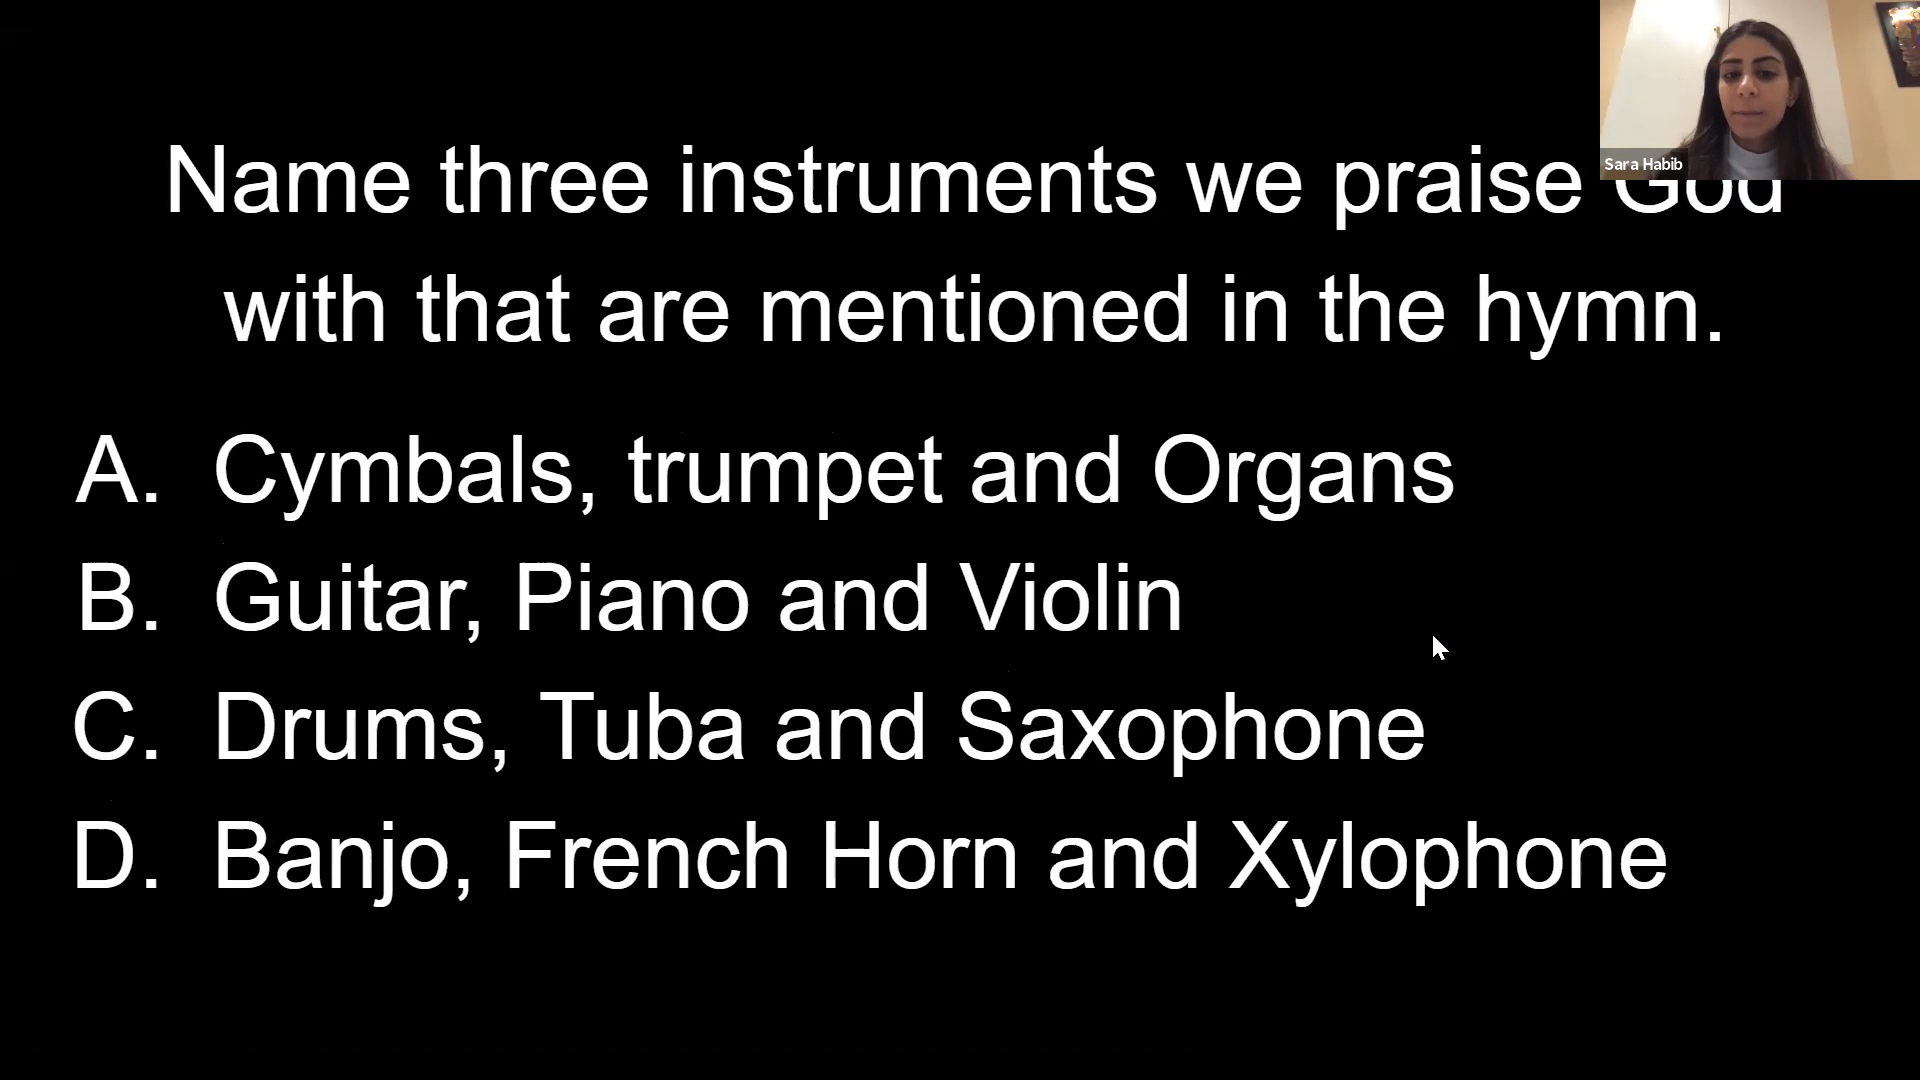 Name three instruments we praise God
with that are mentioned in the hymn.
A. Cymbals, trumpet and Organs
B. Guitar, Piano and Violin
C. Drums, Tuba and Saxophone
D. Banjo, French Horn and Xylophone
Sara Habib